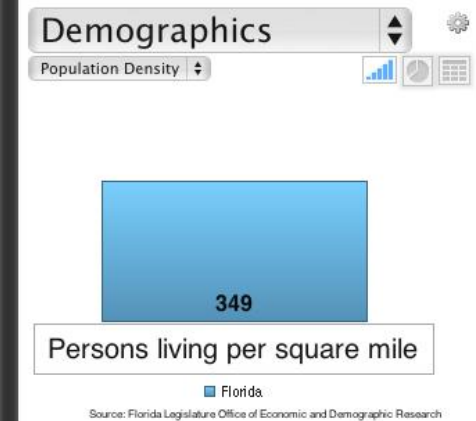 Demographics
Population Density
349
Persons living per square mile
Florida
Source: Florida Legislature Office of Economic and Demographic Research